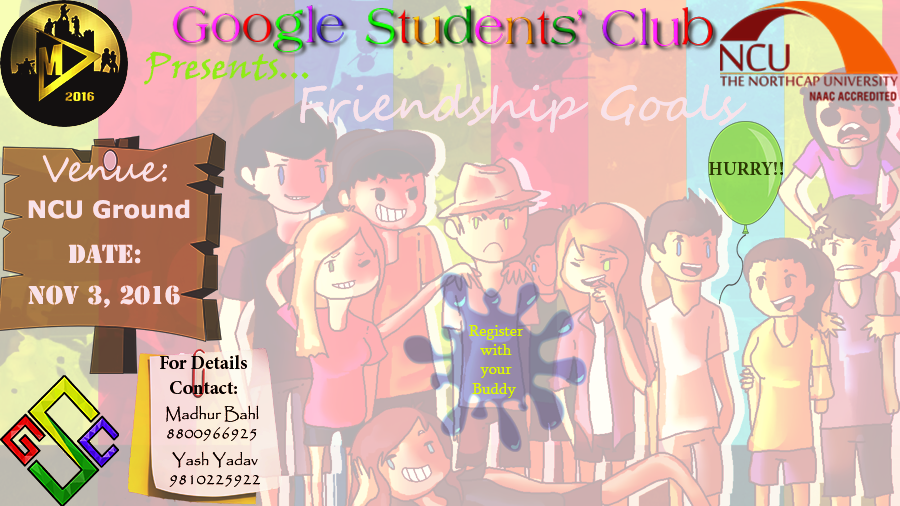 Google Students' Club
Presents...
Friendship Goals
M
2016
NCU
THE NORTHCAP UNIVERSITY
NAAC ACCREDITED
Venue:
NCU Ground
DATE:
NOV 3, 2016
HURRY!!
Register
with
your
Buddy
For Details
Contact:
Madhur Bahl
8800966925
Yash Yadav
9810225922
GSC